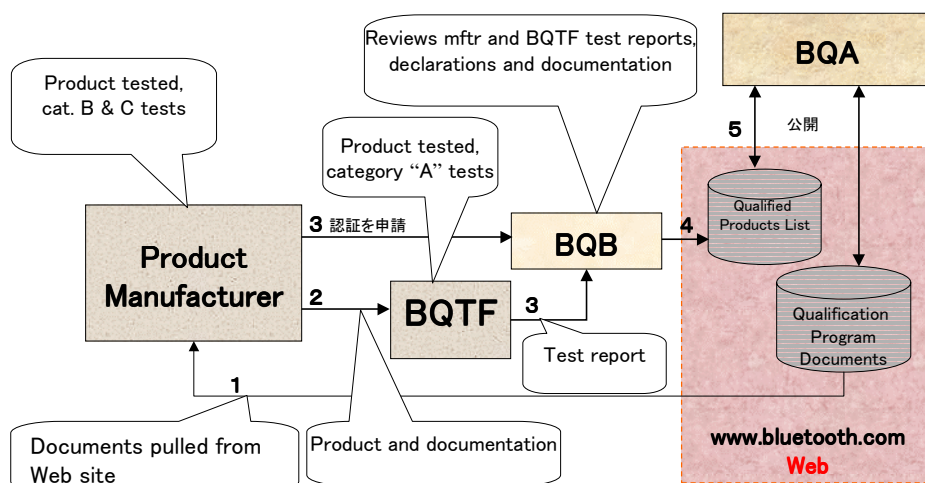 Reviews mftr and BQTF test reports,
declarations and documentation
BQA
Product tested,
cat. B & C tests
5
公開
Product tested,
category “A” tests
Qualified
Products List
3 認証を申請
4
BQB
Product
Manufacturer
2
BQTF
3
Qualification
Program
Documents
Test report
1
Documents pulled from
Web site
Product and documentation
www.bluetooth.com
Web